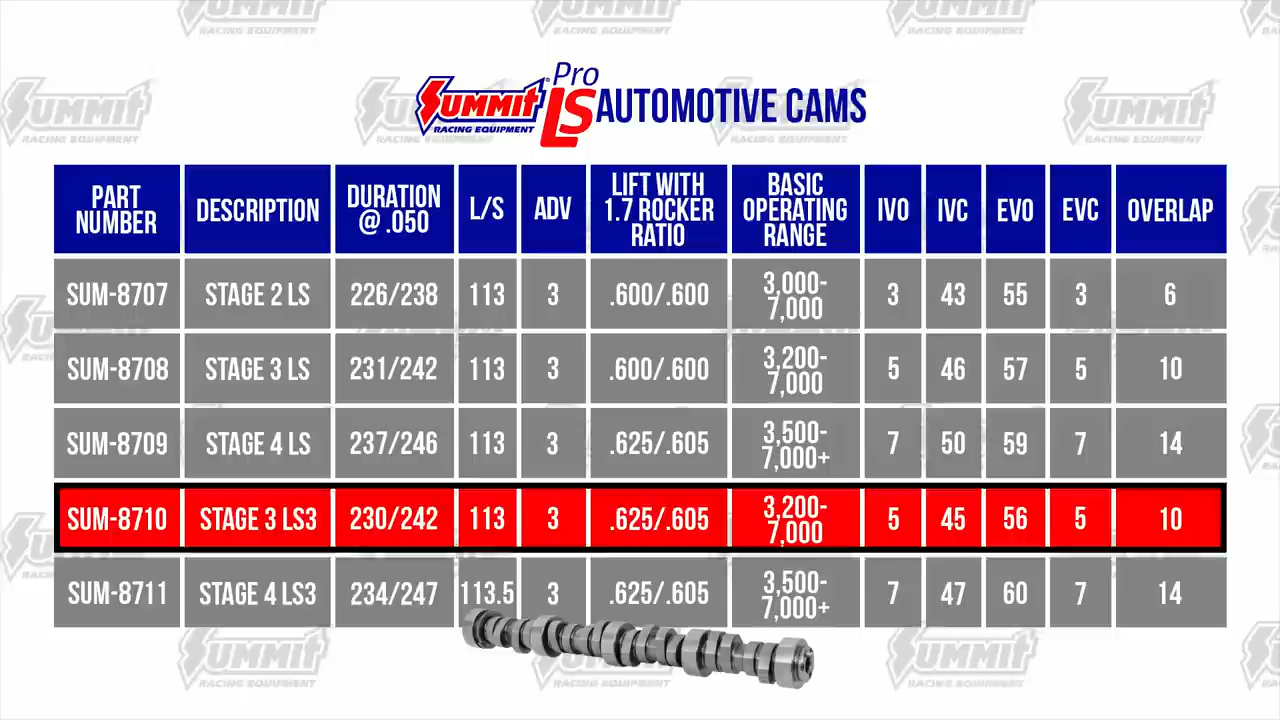 SUMMIT RACING EQUIPMENT
SUMMIT RACING EQUIPMENT Pro LS AUTOMOTIVE CAMS
PART NUMBER DESCRIPTION DURATION @ .050 L/S ADV LIFT WITH 1.7 ROCKER RATIO BASIC OPERATING RANGE IVO IVC EVO EVC OVERLAP
SUM-8707 STAGE 2 LS 226/238 113 3 .600/.600 3,000-7,000 3 43 55 3 6
SUM-8708 STAGE 3 LS 231/242 113 3 .600/.600 3,200-7,000 5 46 57 5 10
SUM-8709 STAGE 4 LS 237/246 113 3 .625/.605 3,500-7,000+ 7 50 59 7 14
SUM-8710 STAGE 3 LS3 230/242 113 3 .625/.605 3,200-7,000 5 45 56 5 10
SUM-8711 STAGE 4 LS3 234/247 113.5 3 .625/.605 3,500-7,000+ 7 47 60 7 14
SUMMIT RACING EQUIPMENT